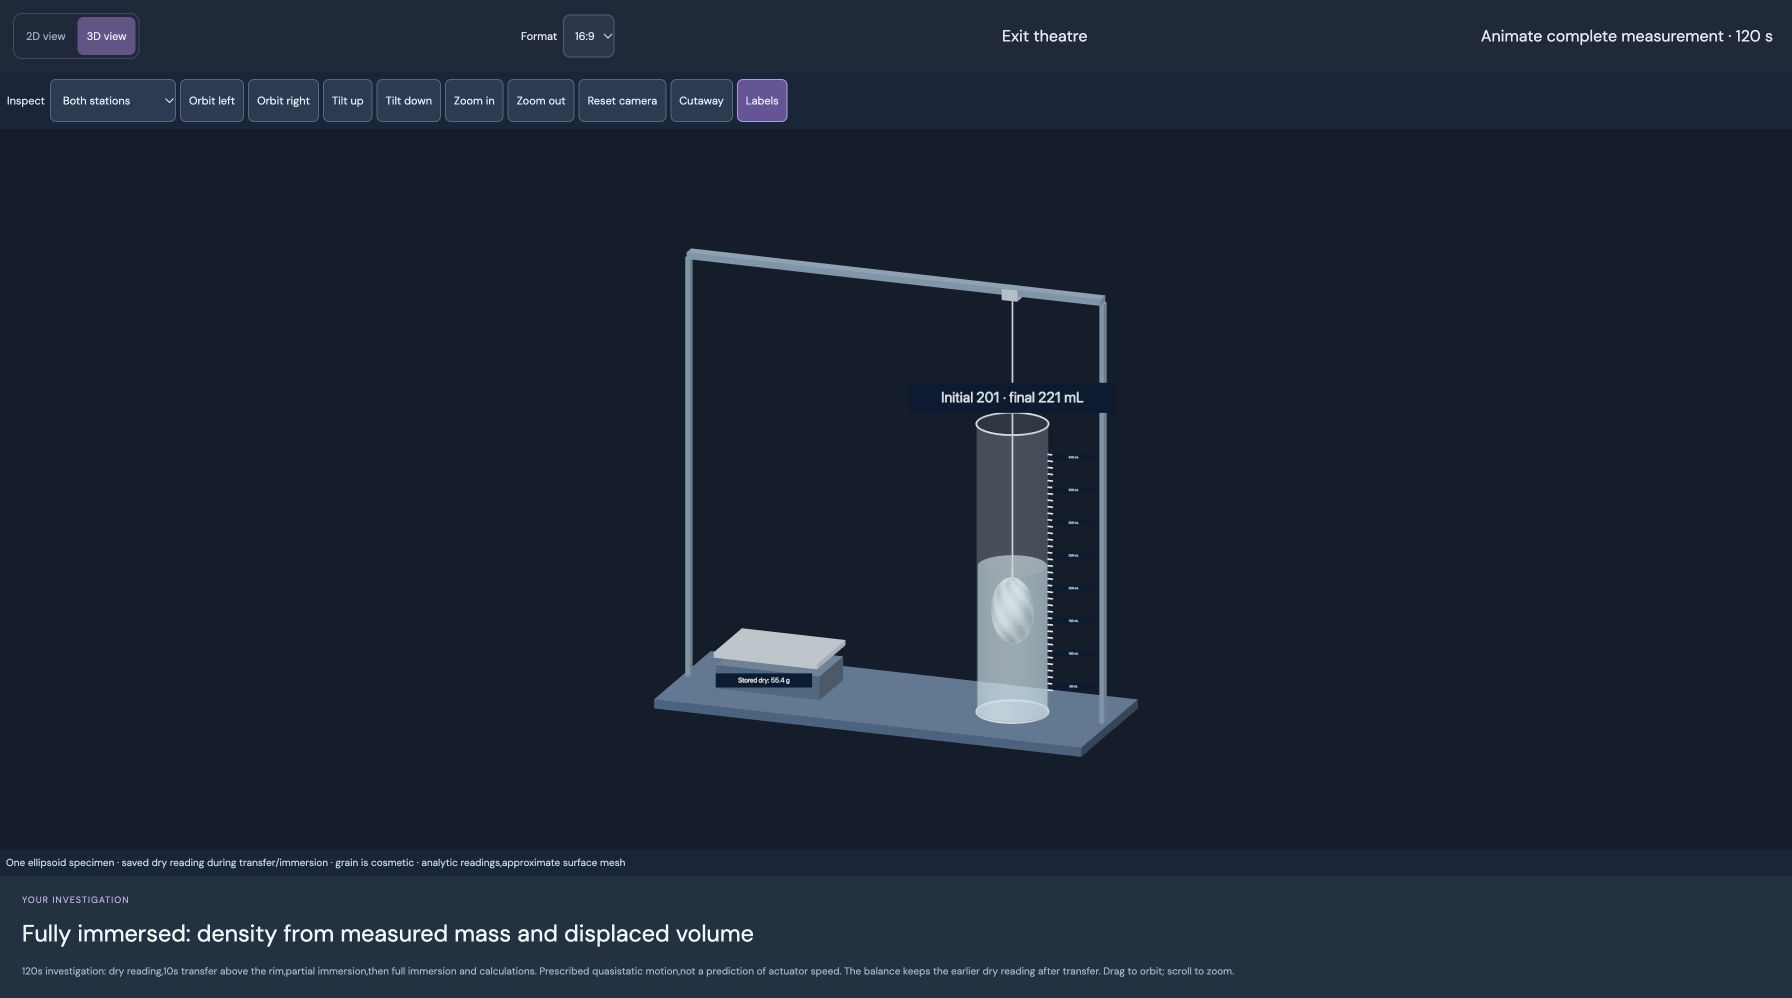 2D view 3D view Format 16:9 Exit theatre Animate complete measurement · 120 s
Inspect Both stations Orbit left Orbit right Tilt up Tilt down Zoom in Zoom out Reset camera Cutaway Labels
Initial 201 · final 221 mL
Stored dry: 55.4 g
One ellipsoid specimen · saved dry reading during transfer/immersion · grain is cosmetic · analytic readings,approximate surface mesh
YOUR INVESTIGATION
Fully immersed: density from measured mass and displaced volume
120s investigation: dry reading,10s transfer above the rim,partial immersion,then full immersion and calculations. Prescribed quasistatic motion,not a prediction of actuator speed. The balance keeps the earlier dry reading after transfer. Drag to orbit; scroll to zoom.